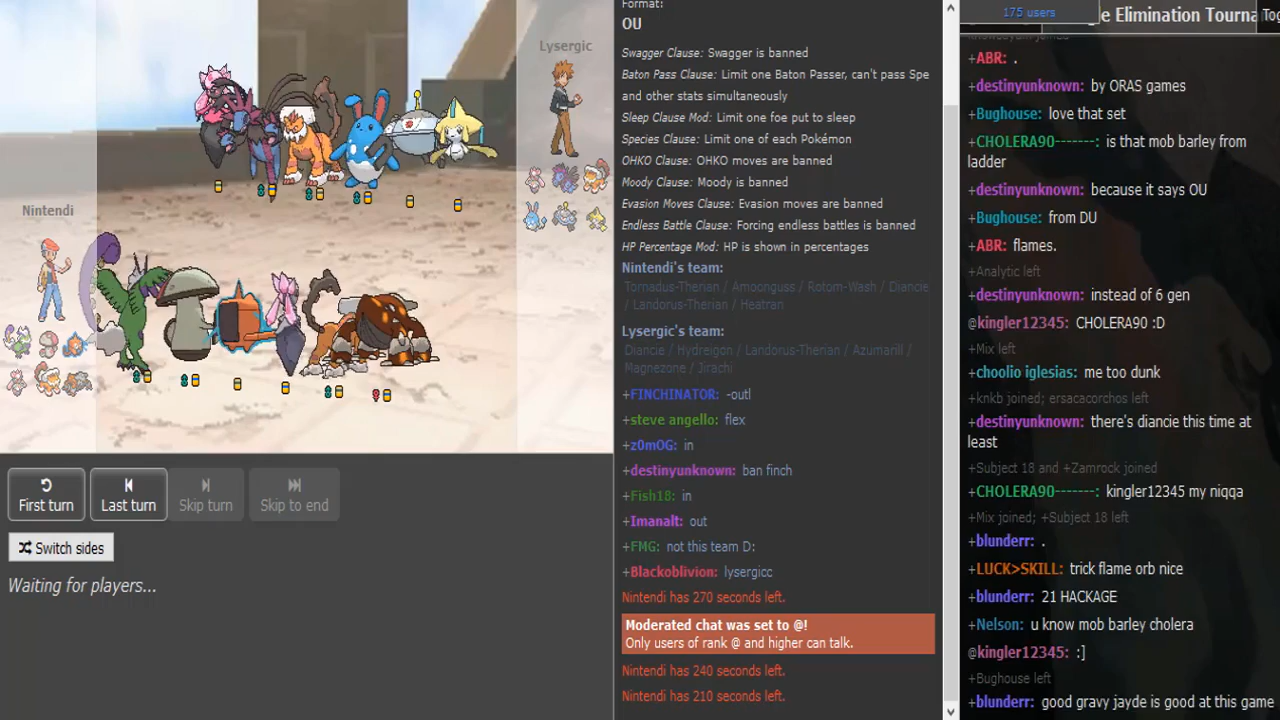 Lysergic
Nintendi
First turn
Last turn
Skip turn
Skip to end
Switch sides
Waiting for players...
Format:
OU
Swagger Clause: Swagger is banned
Baton Pass Clause: Limit one Baton Passer, can't pass Spe
and other stats simultaneously
Sleep Clause Mod: Limit one foe put to sleep
Species Clause: Limit one of each Pokémon
OHKO Clause: OHKO moves are banned
Moody Clause: Moody is banned
Evasion Moves Clause: Evasion moves are banned
Endless Battle Clause: Forcing endless battles is banned
HP Percentage Mod: HP is shown in percentages
Nintendi's team:
Tornadus-Therian / Amoonguss / Rotom-Wash / Diancie
/ Landorus-Therian / Heatran
Lysergic's team:
Diancie / Hydreigon / Landorus-Therian / Azumarill /
Magnezone / Jirachi
+FINCHINATOR: -outl
+steve angello: flex
+z0mOG: in
+destinyunknown: ban finch
+Fish18: in
+Imanalt: out
+FMG: not this team D:
+Blackoblivion: lysergicc
Nintendi has 270 seconds left.
Moderated chat was set to @!
Only users of rank @ and higher can talk.
Nintendi has 240 seconds left.
Nintendi has 210 seconds left.
175 users
e Elimination Tourna
Tog
+ABR: .
+destinyunknown: by ORAS games
+Bughouse: love that set
+CHOLERA90-------: is that mob barley from
ladder
+destinyunknown: because it says OU
+Bughouse: from DU
+ABR: flames.
+Analytic left
+destinyunknown: instead of 6 gen
@kingler12345: CHOLERA90 :D
+Mix left
+choolio iglesias: me too dunk
+knkb joined; ersacacorchos left
+destinyunknown: there's diancie this time at
least
+Subject 18 and +Zamrock joined
+CHOLERA90-------: kingler12345 my niqqa
+Mix joined; +Subject 18 left
+blunderr: .
+LUCK>SKILL: trick flame orb nice
+blunderr: 21 HACKAGE
+Nelson: u know mob barley cholera
@kingler12345: :]
+Bughouse left
+blunderr: good gravy jayde is good at this game